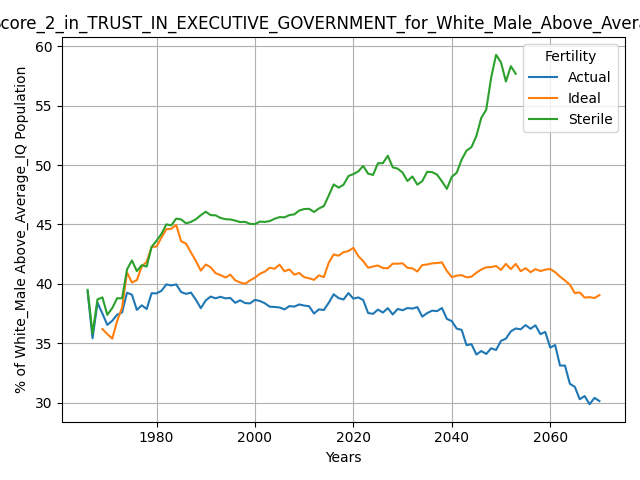 core_2_in_TRUST_IN_EXECUTIVE_GOVERNMENT_for_White_Male_Above_Avera
% of White_Male Above_Average_IQ Population
60
55
50
45
40
35
30
Fertility
Actual
Ideal
Sterile
1980
2000
2020
2040
2060
Years